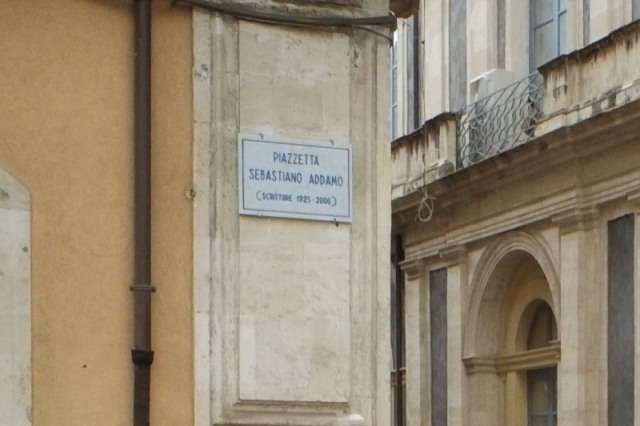 PIAZZETTA
SEBASTIANO ADDAMO
(SCRITTORE 1925-2000)